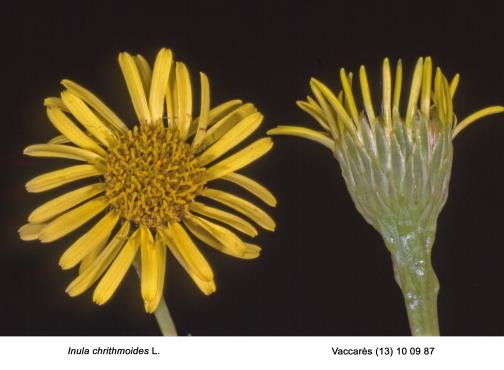 Inula chrithmoides L.
Vaccarès (13) 10 09 87